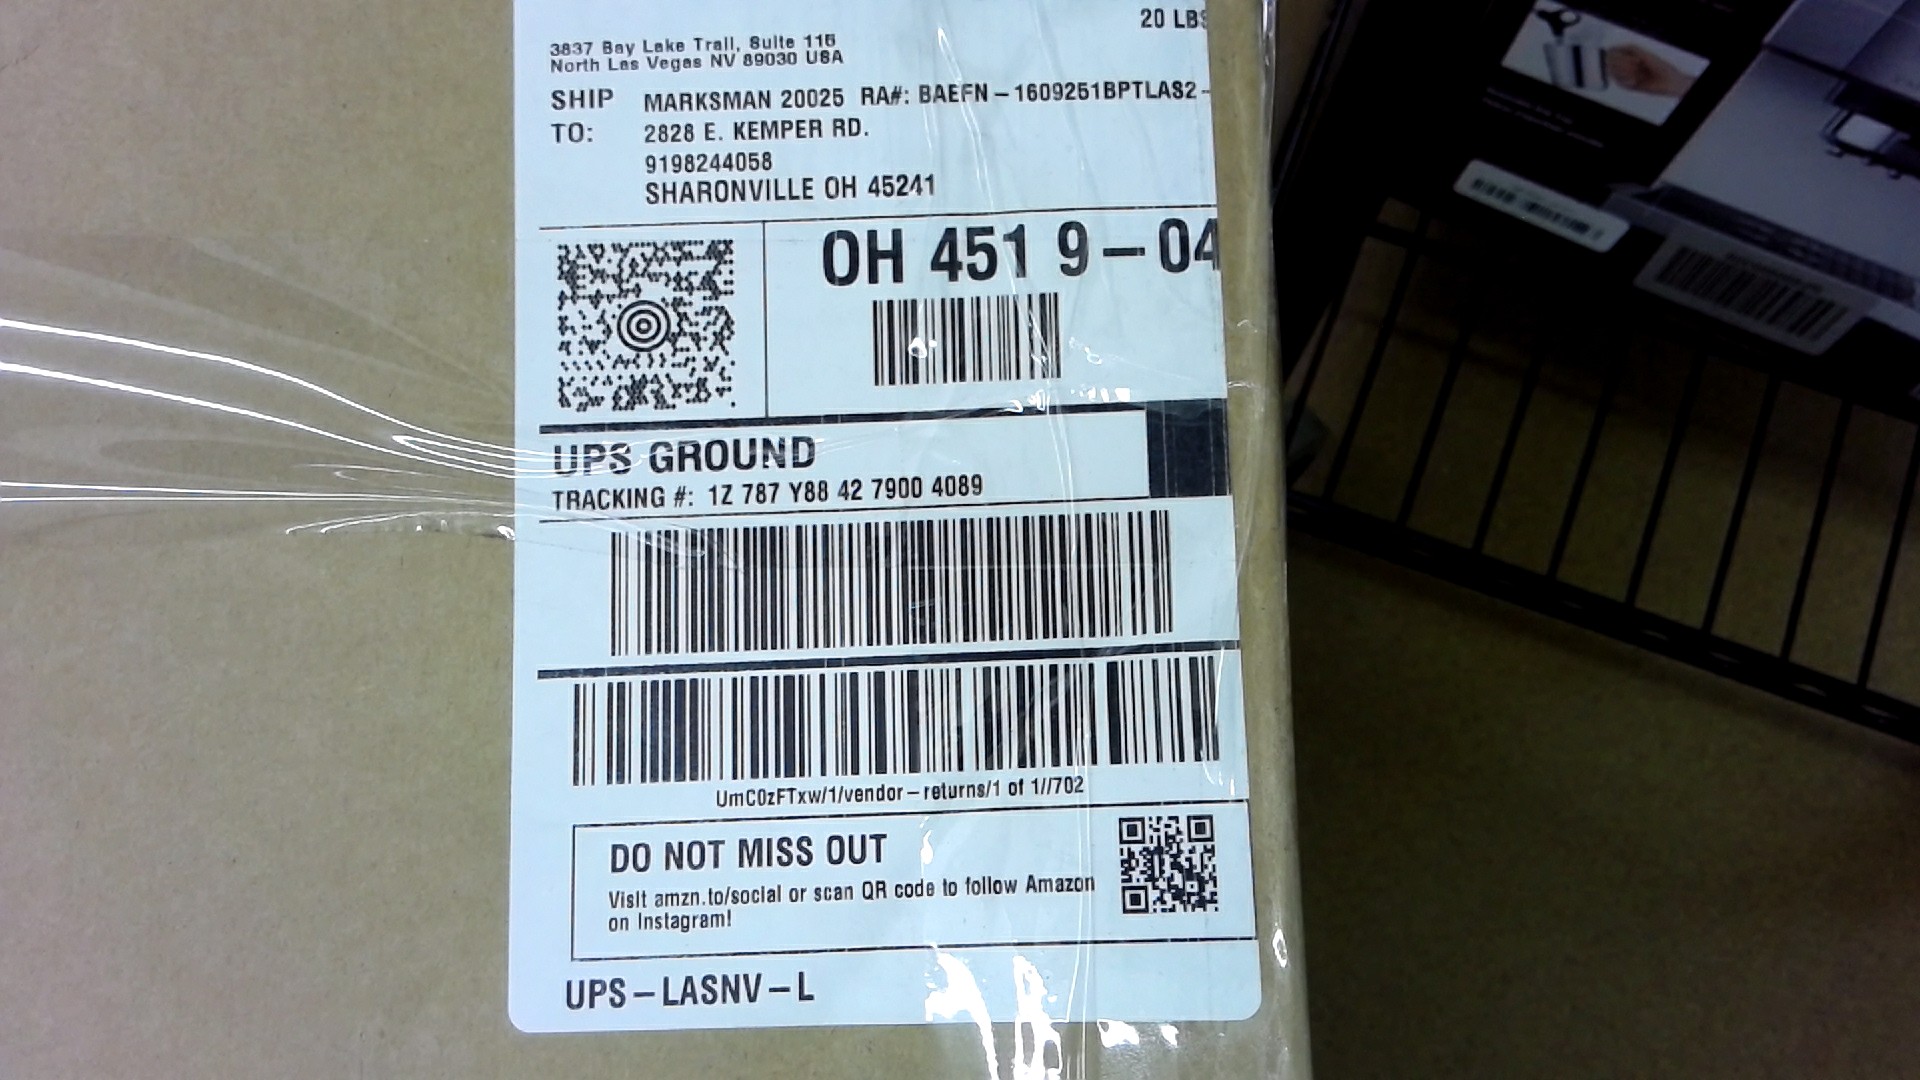 20 LBS
3837 Bay Lake Trail, Suite 115
North Las Vegas NV 89030 USA
SHIP TO:
MARKSMAN 20025 RA#: BAEFN-1609251BPTLAS2-
2828 E. KEMPER RD.
9198244058
SHARONVILLE OH 45241
OH 451 9-04
UPS GROUND
TRACKING #: 1Z 787 Y88 42 7900 4089
UmC0zFTxw/1/vendor-returns/1 of 1//702
DO NOT MISS OUT
Visit amzn.to/social or scan QR code to follow Amazon
on Instagram!
UPS-LASNV-L